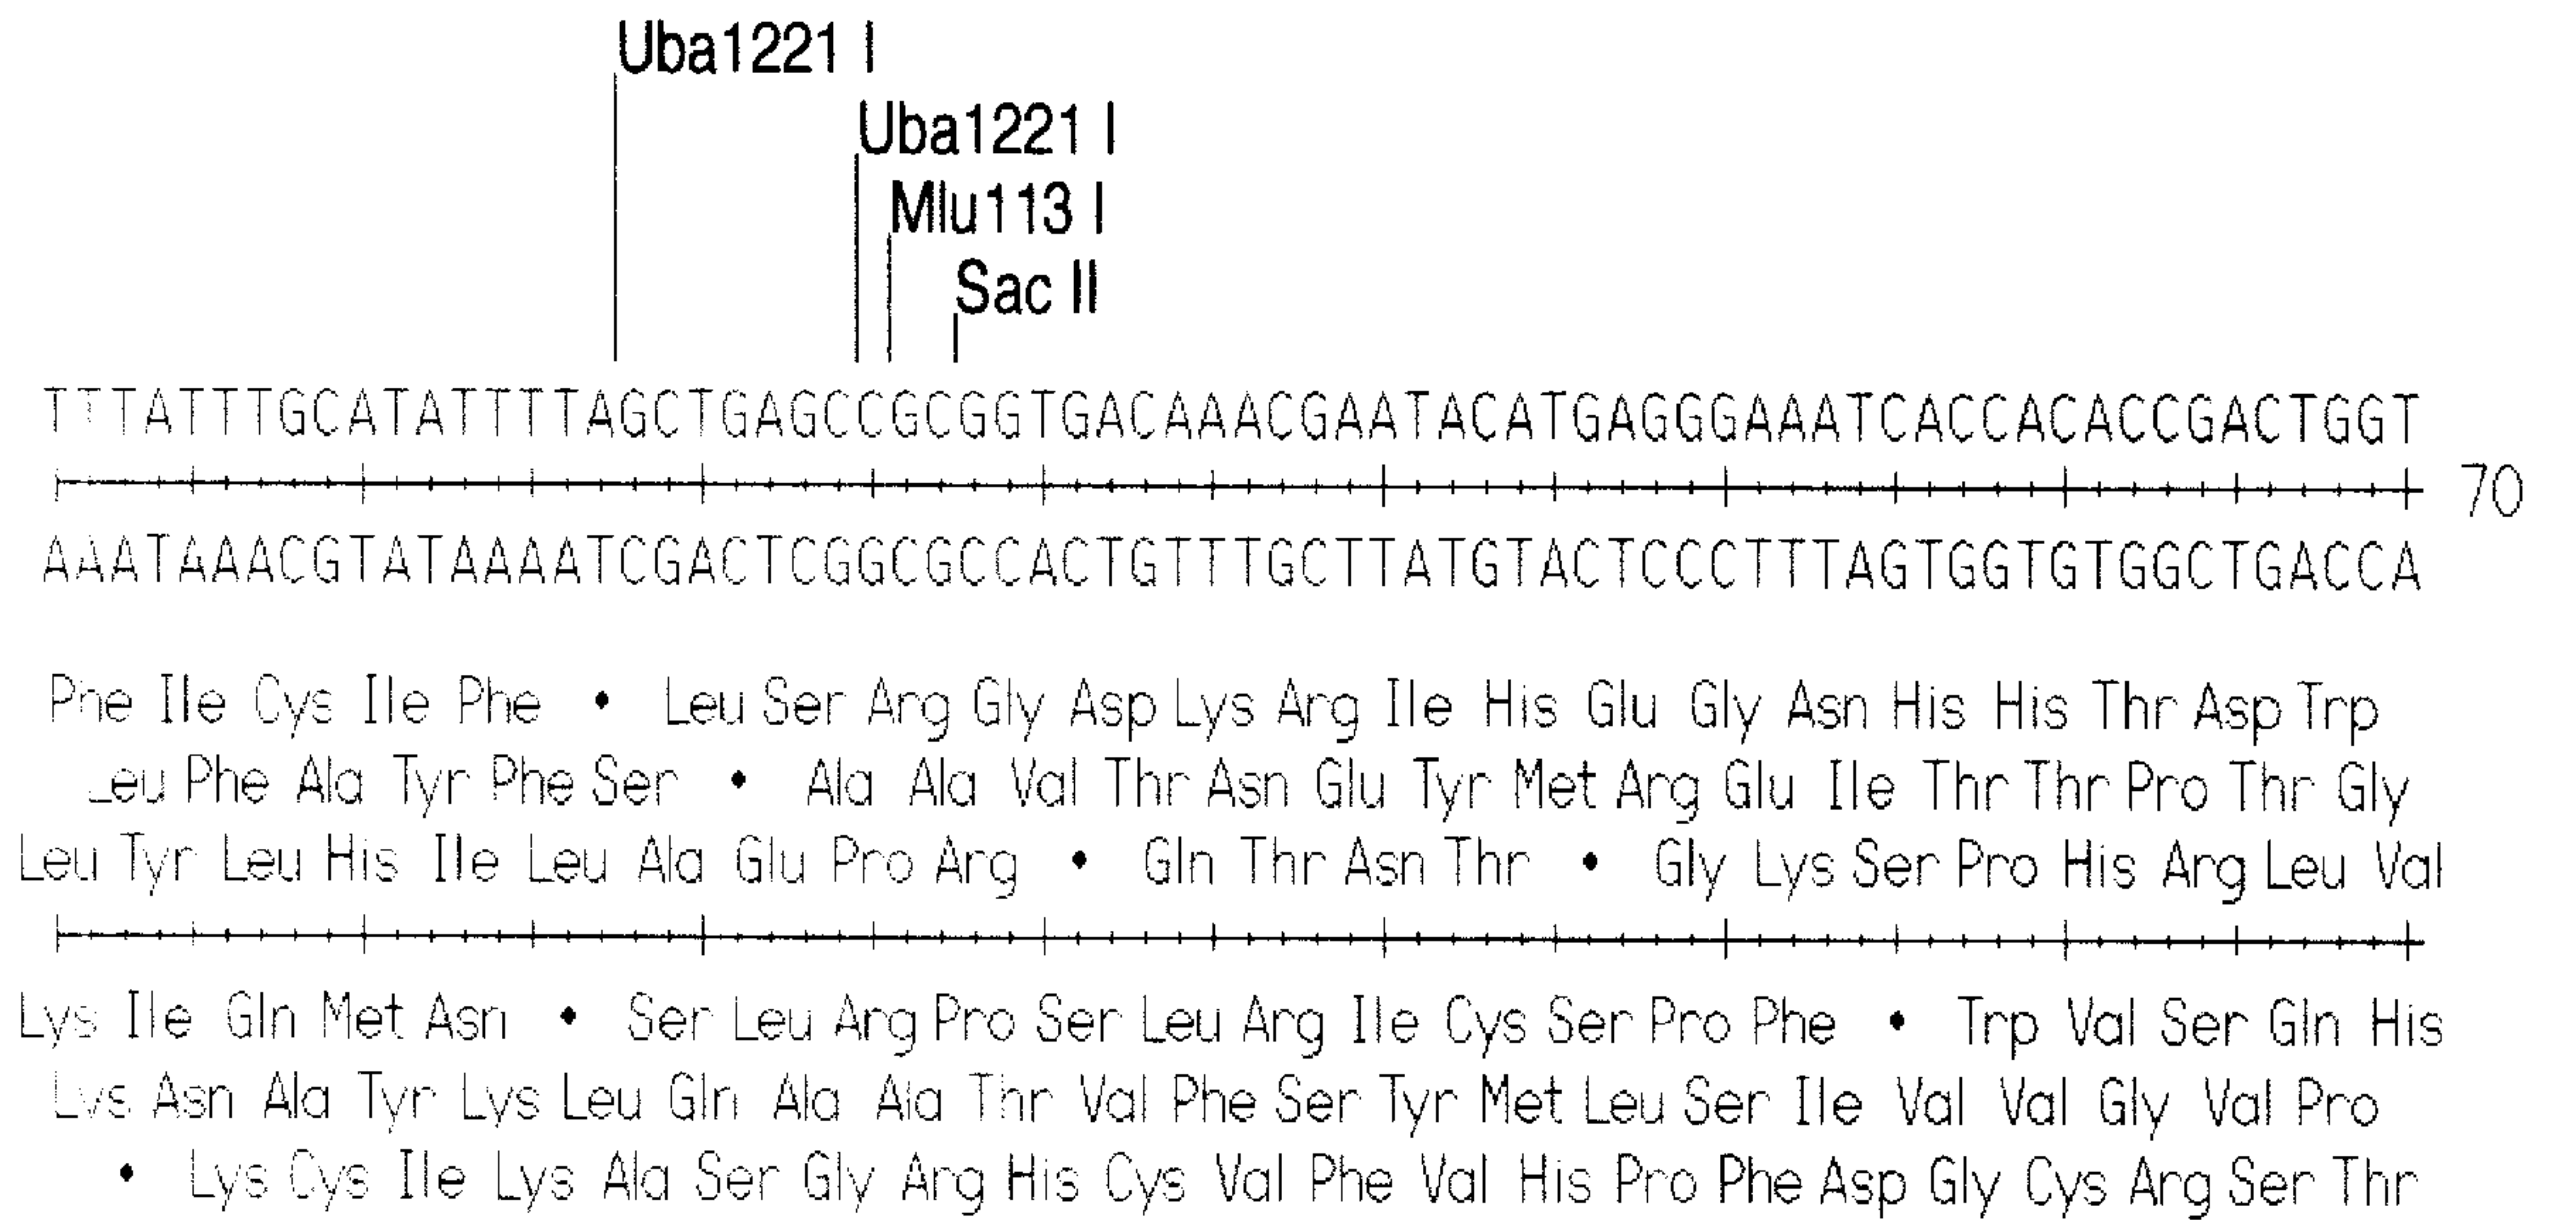 Uba1221 I
Uba1221 I
Mlu113 I
Sac II
TTTATTTGCATATTTTAGCTGAGCCGCGGTGACAAACGAATACATGAGGGAAATCACCACACCGACTGGT
70
AAATAAACGTATAAAATCGACTCGGCGCCACTGTTTGCTTATGTACTCCCTTTAGTGGTGTGGCTGACCA
Phe Ile Cys Ile Phe • Leu Ser Arg Gly Asp Lys Arg Ile His Glu Gly Asn His His Thr Asp Trp
Leu Phe Ala Tyr Phe Ser • Ala Ala Val Thr Asn Glu Tyr Met Arg Glu Ile Thr Thr Pro Thr Gly
Leu Tyr Leu His Ile Leu Ala Glu Pro Arg • Gln Thr Asn Thr • Gly Lys Ser Pro His Arg Leu Val
Lys Ile Gln Met Asn • Ser Leu Arg Pro Ser Leu Arg Ile Cys Ser Pro Phe • Trp Val Ser Gln His
Lys Asn Ala Tyr Lys Leu Gln Ala Ala Thr Val Phe Ser Tyr Met Leu Ser Ile Val Val Gly Val Pro
• Lys Cys Ile Lys Ala Ser Gly Arg His Cys Val Phe Val His Pro Phe Asp Gly Cys Arg Ser Thr